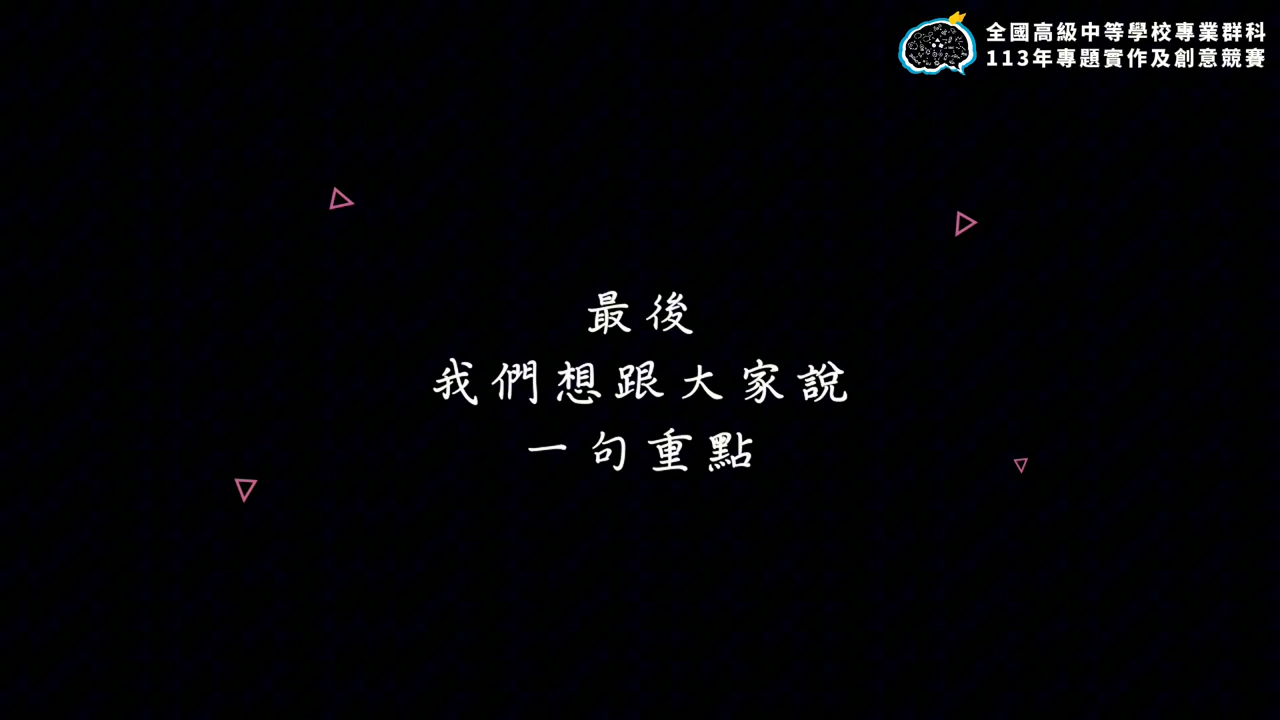 全國高級中等學校專業群科
113年專題實作及創意競賽
最後
我們想跟大家說
一句重點